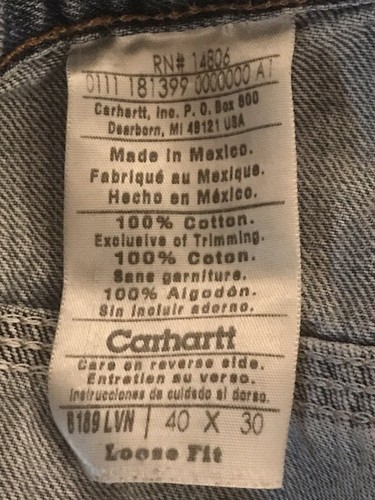 RN# 14806
0111 181399 0000000 A1
Carhartt, Inc. P. O. Box 600
Dearborn, MI 49121 USA
Made in Mexico.
Fabriqué au Mexique.
Hecho en México.
100% Cotton.
Exclusive of Trimming.
100% Coton.
Sans garniture.
100% Algodón.
Sin incluir adorno.
Carhartt
Care on reverse side.
Entretien au verso.
Instrucciones de cuidado al dorso.
B189 LVN 40 X 30
Loose Fit